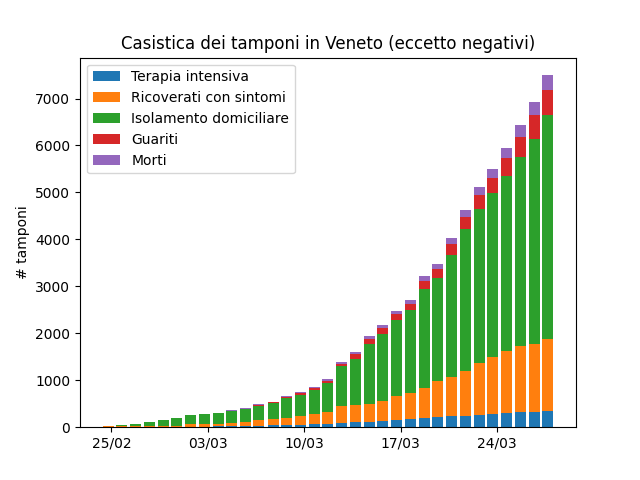 Casistica dei tamponi in Veneto (eccetto negativi)
Terapia intensiva
Ricoverati con sintomi
Isolamento domiciliare
Guariti
Morti
# tamponi
7000
6000
5000
4000
3000
2000
1000
0
25/02 03/03 10/03 17/03 24/03